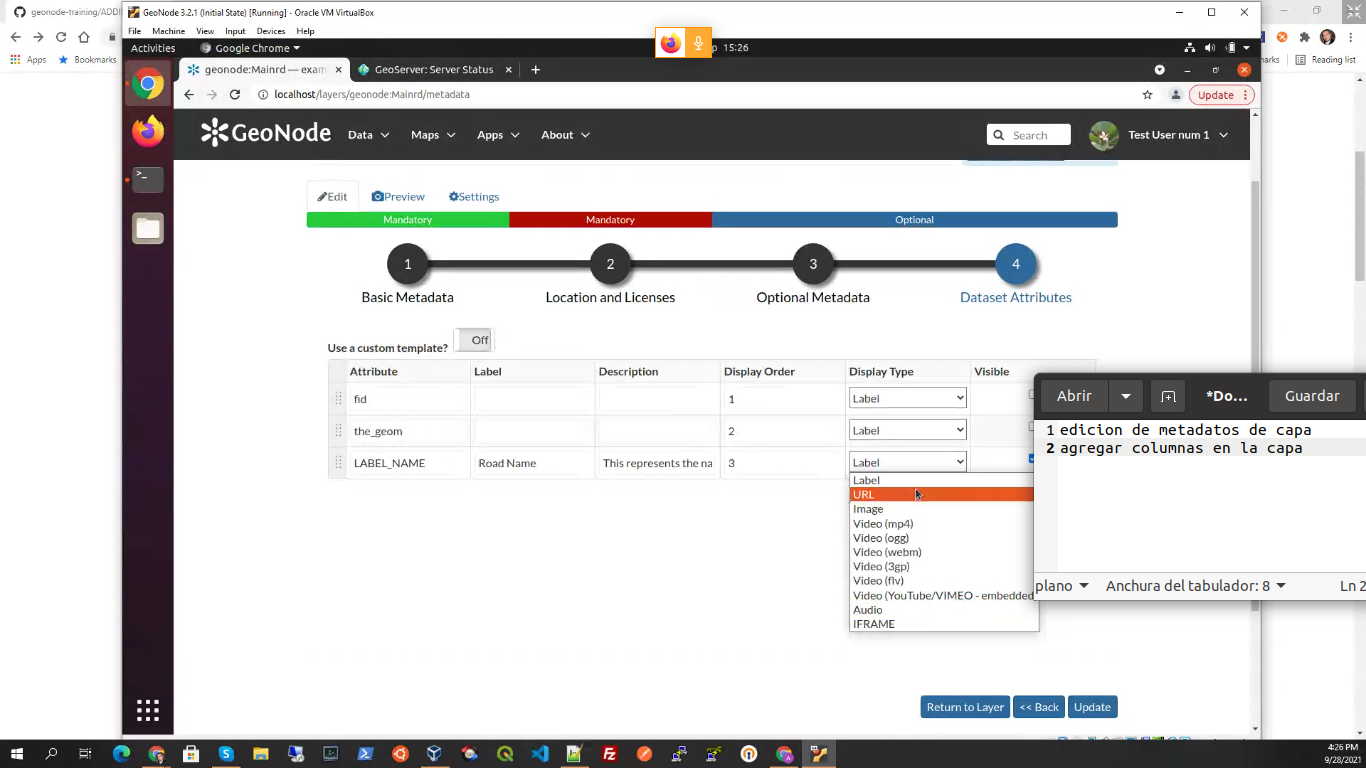 geonode-training/ADDI
GeoNode 3.2.1 (Initial State) [Running] - Oracle VM VirtualBox
File Machine View Input Devices Help
Activities Google Chrome 15:26
Apps Bookmarks Reading list
geonode:Mainrd — exam GeoServer: Server Status
localhost/layers/geonode:Mainrd/metadata Update
GeoNode Data Maps Apps About Search Test User num 1
Edit Preview Settings
Mandatory Mandatory Optional
1 2 3 4
Basic Metadata Location and Licenses Optional Metadata Dataset Attributes
Use a custom template? Off
Attribute Label Description Display Order Display Type Visible
fid 1 Label
the_geom 2 Label
LABEL_NAME Road Name This represents the na 3 Label
Label
URL
Image
Video (mp4)
Video (ogg)
Video (webm)
Video (3gp)
Video (flv)
Video (YouTube/VIMEO - embedded
Audio
IFRAME
Return to Layer << Back Update
Abrir *Do... Guardar
1 edicion de metadatos de capa
2 agregar columnas en la capa
plano Anchura del tabulador: 8 Ln 2
4:26 PM
9/28/2021